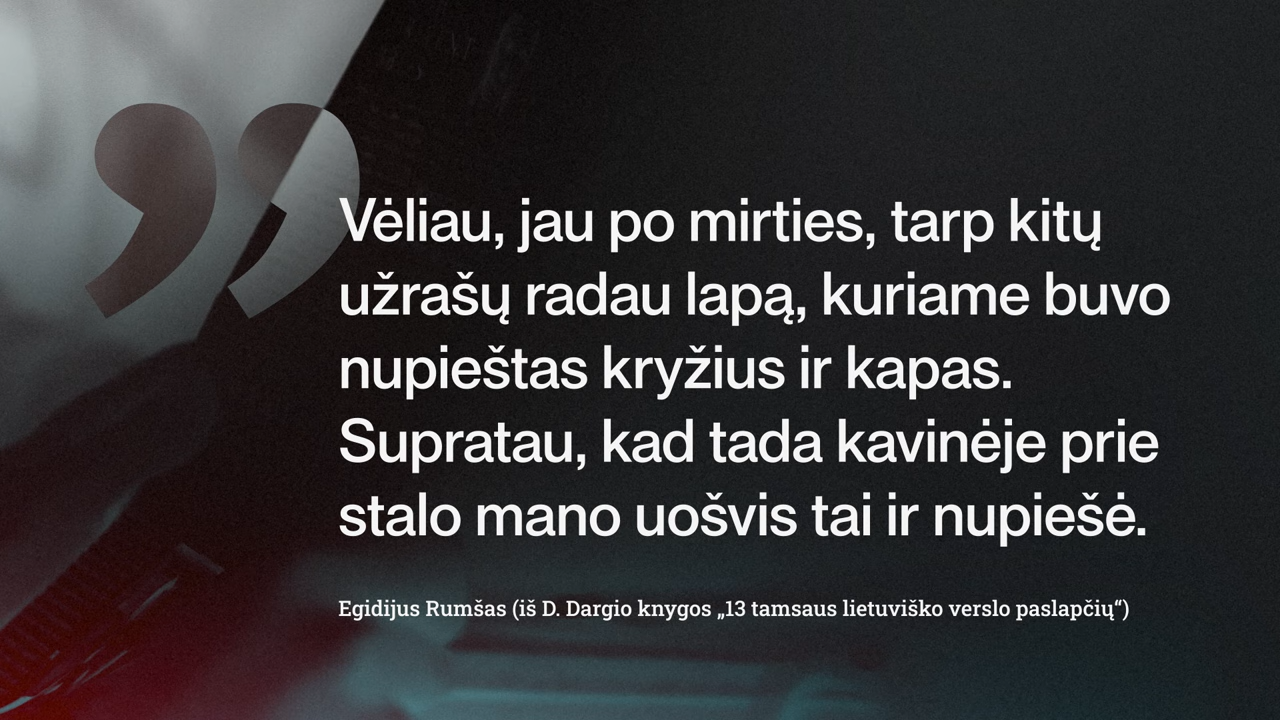 Vėliau, jau po mirties, tarp kitų
užrašų radau lapą, kuriame buvo
nupieštas kryžius ir kapas.
Supratau, kad tada kavinėje prie
stalo mano uošvis tai ir nupiešė.
Egidijus Rumšas (iš D. Dargio knygos „13 tamsaus lietuviško verslo paslapčių“)